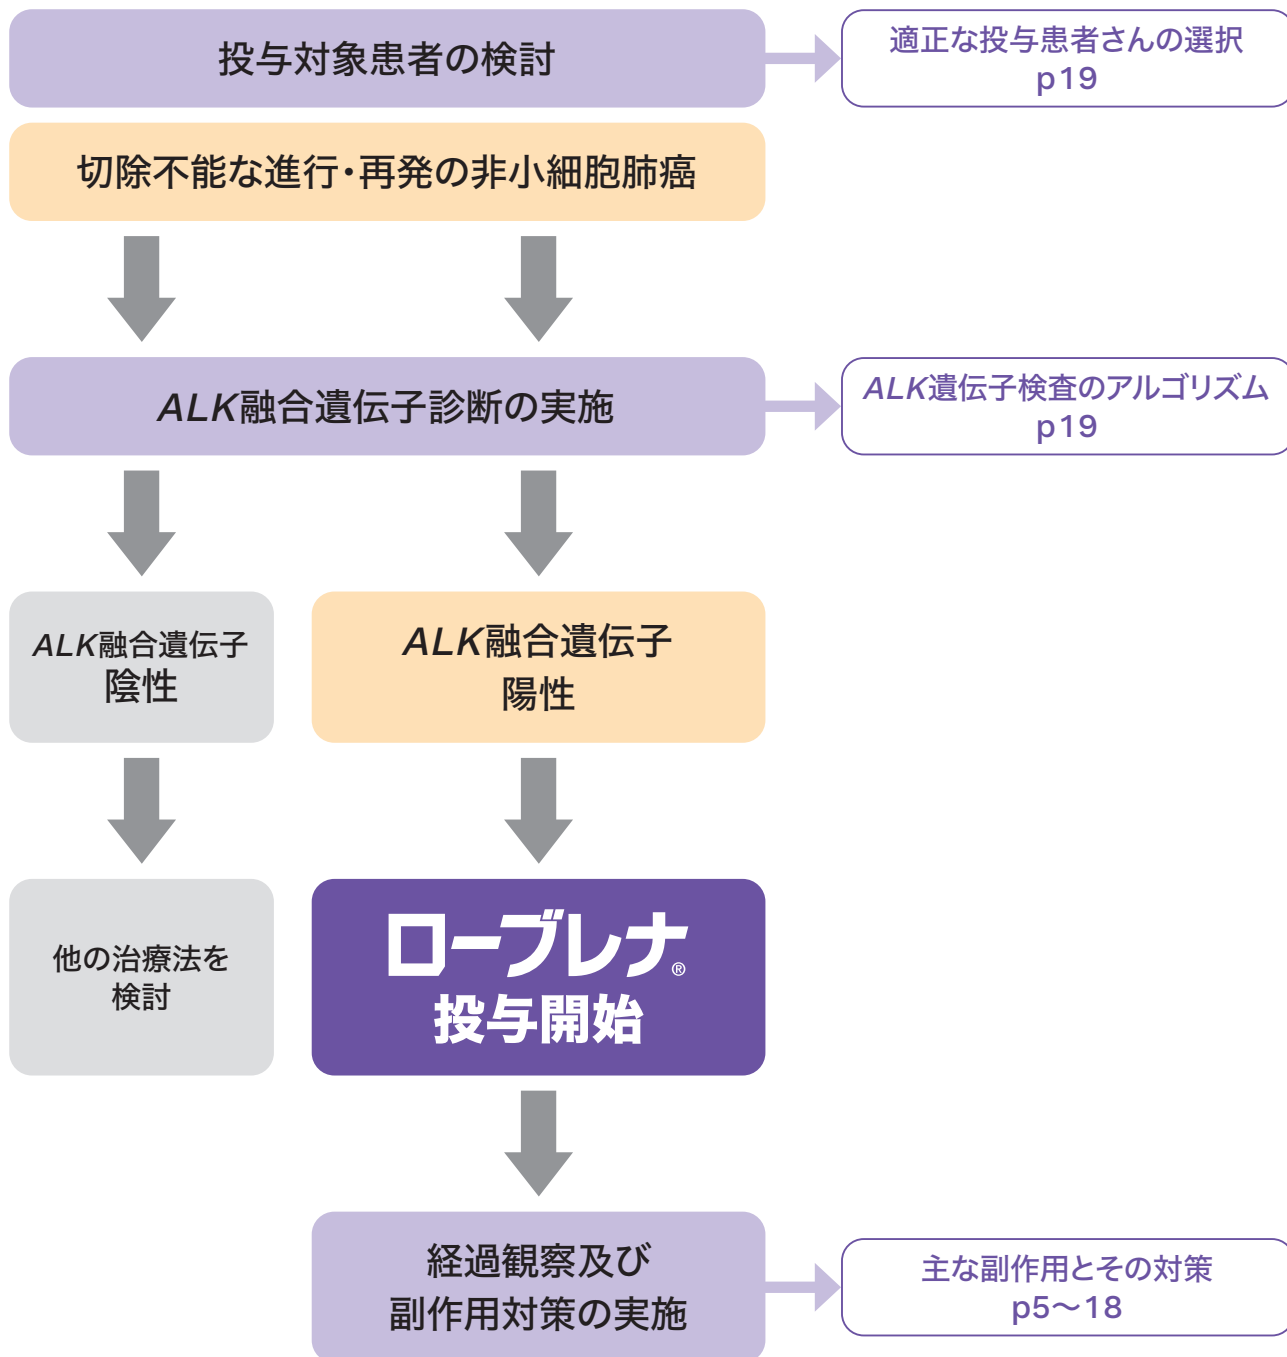 投与対象患者の検討
適正な投与患者さんの選択
p19
切除不能な進行・再発の非小細胞肺癌
ALK融合遺伝子診断の実施
ALK遺伝子検査のアルゴリズム
p19
ALK融合遺伝子
陰性
ALK融合遺伝子
陽性
他の治療法を
検討
ローブレナ®
投与開始
経過観察及び
副作用対策の実施
主な副作用とその対策
p5〜18